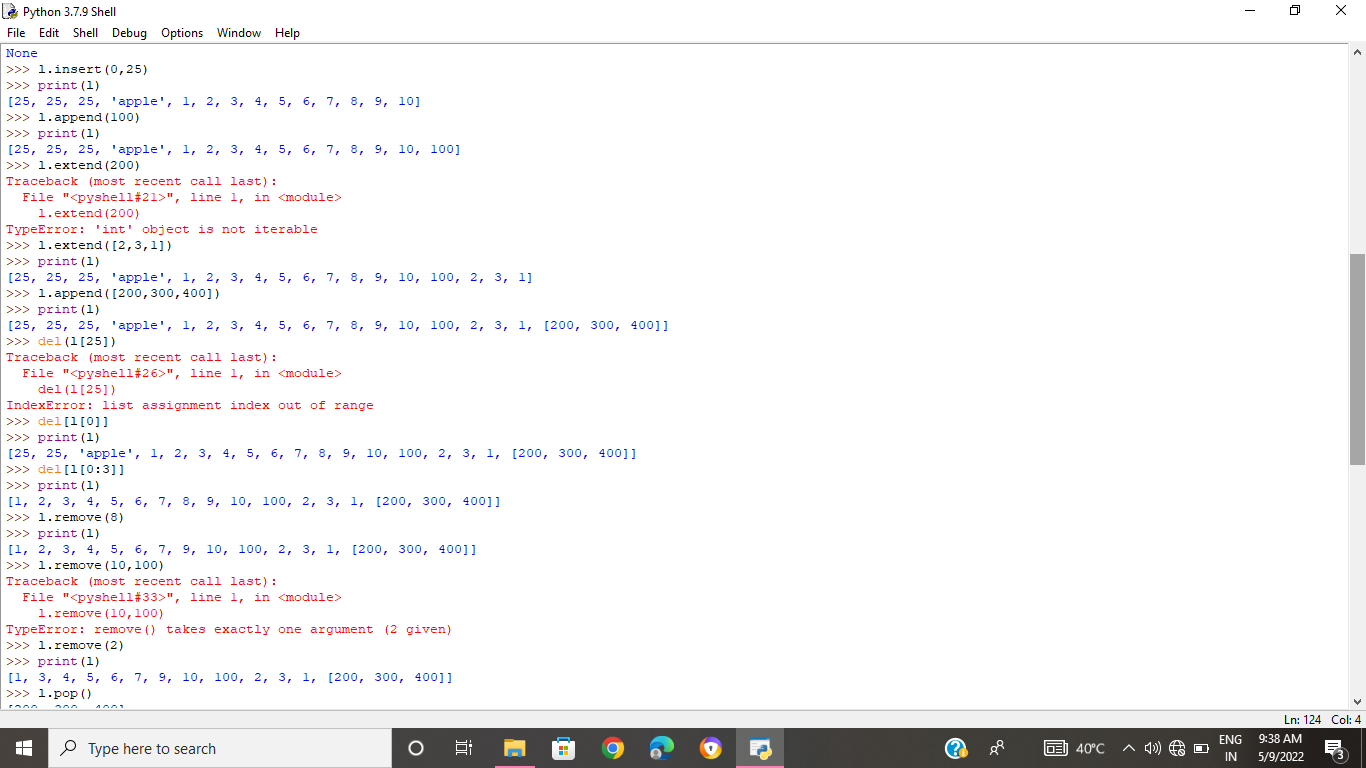 Python 3.7.9 Shell
File Edit Shell Debug Options Window Help
None
>>> l.insert(0,25)
>>> print(l)
[25, 25, 25, 'apple', 1, 2, 3, 4, 5, 6, 7, 8, 9, 10]
>>> l.append(100)
>>> print(l)
[25, 25, 25, 'apple', 1, 2, 3, 4, 5, 6, 7, 8, 9, 10, 100]
>>> l.extend(200)
Traceback (most recent call last):
  File "<pyshell#21>", line 1, in <module>
    l.extend(200)
TypeError: 'int' object is not iterable
>>> l.extend([2,3,1])
>>> print(l)
[25, 25, 25, 'apple', 1, 2, 3, 4, 5, 6, 7, 8, 9, 10, 100, 2, 3, 1]
>>> l.append([200,300,400])
>>> print(l)
[25, 25, 25, 'apple', 1, 2, 3, 4, 5, 6, 7, 8, 9, 10, 100, 2, 3, 1, [200, 300, 400]]
>>> del(l[25])
Traceback (most recent call last):
  File "<pyshell#26>", line 1, in <module>
    del(l[25])
IndexError: list assignment index out of range
>>> del[l[0]]
>>> print(l)
[25, 25, 'apple', 1, 2, 3, 4, 5, 6, 7, 8, 9, 10, 100, 2, 3, 1, [200, 300, 400]]
>>> del[l[0:3]]
>>> print(l)
[1, 2, 3, 4, 5, 6, 7, 8, 9, 10, 100, 2, 3, 1, [200, 300, 400]]
>>> l.remove(8)
>>> print(l)
[1, 2, 3, 4, 5, 6, 7, 9, 10, 100, 2, 3, 1, [200, 300, 400]]
>>> l.remove(10,100)
Traceback (most recent call last):
  File "<pyshell#33>", line 1, in <module>
    l.remove(10,100)
TypeError: remove() takes exactly one argument (2 given)
>>> l.remove(2)
>>> print(l)
[1, 3, 4, 5, 6, 7, 9, 10, 100, 2, 3, 1, [200, 300, 400]]
>>> l.pop()
[200, 300, 400]
Ln: 124 Col: 4
Type here to search
40°C
ENG
IN
9:38 AM
5/9/2022
3